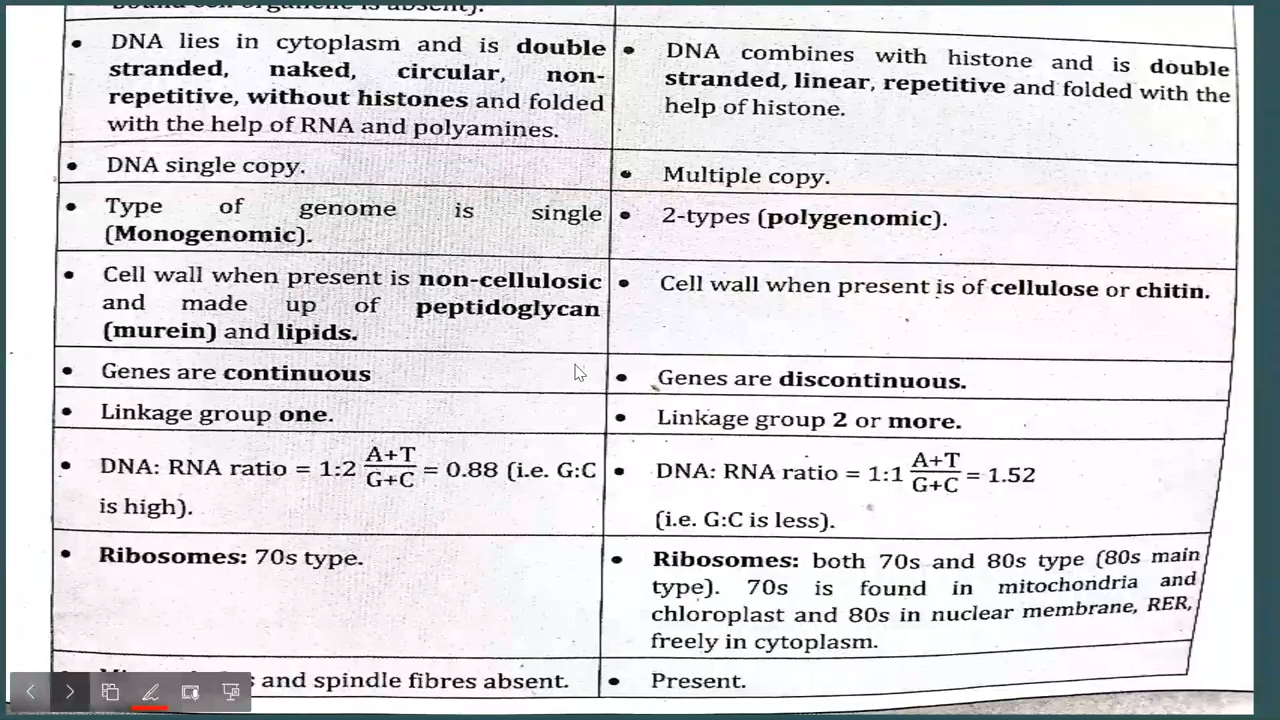 DNA lies in cytoplasm and is double
stranded, naked, circular, non-
repetitive, without histones and folded
with the help of RNA and polyamines.
DNA combines with histone and is double
stranded, linear, repetitive and folded with the
help of histone.
DNA single copy.
Multiple copy.
Type of genome is single
(Monogenomic).
2-types (polygenomic).
Cell wall when present is non-cellulosic
and made up of peptidoglycan
(murein) and lipids.
Cell wall when present is of cellulose or chitin.
Genes are continuous
Genes are discontinuous.
Linkage group one.
Linkage group 2 or more.
DNA: RNA ratio = 1:2 A+T/G+C = 0.88 (i.e. G:C
is high).
DNA: RNA ratio = 1:1 A+T/G+C = 1.52
(i.e. G:C is less).
Ribosomes: 70s type.
Ribosomes: both 70s and 80s type (80s main
type). 70s is found in mitochondria and
chloroplast and 80s in nuclear membrane, RER,
freely in cytoplasm.
and spindle fibres absent.
Present.